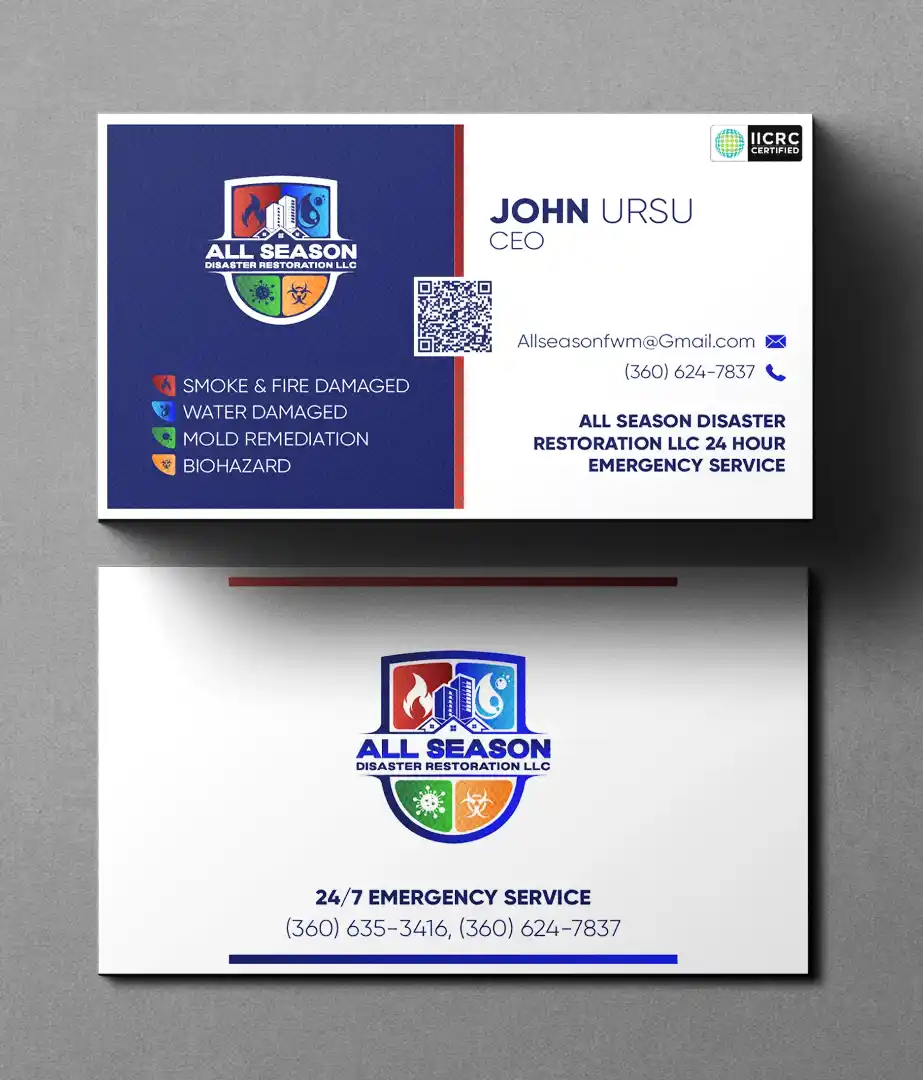 IICRC
CERTIFIED
JOHN URSU
CEO
ALL SEASON
DISASTER RESTORATION LLC
Allseasonfwm@Gmail.com
(360) 624-7837
SMOKE & FIRE DAMAGED
WATER DAMAGED
MOLD REMEDIATION
BIOHAZARD
ALL SEASON DISASTER
RESTORATION LLC 24 HOUR
EMERGENCY SERVICE
ALL SEASON
DISASTER RESTORATION LLC
24/7 EMERGENCY SERVICE
(360) 635-3416, (360) 624-7837